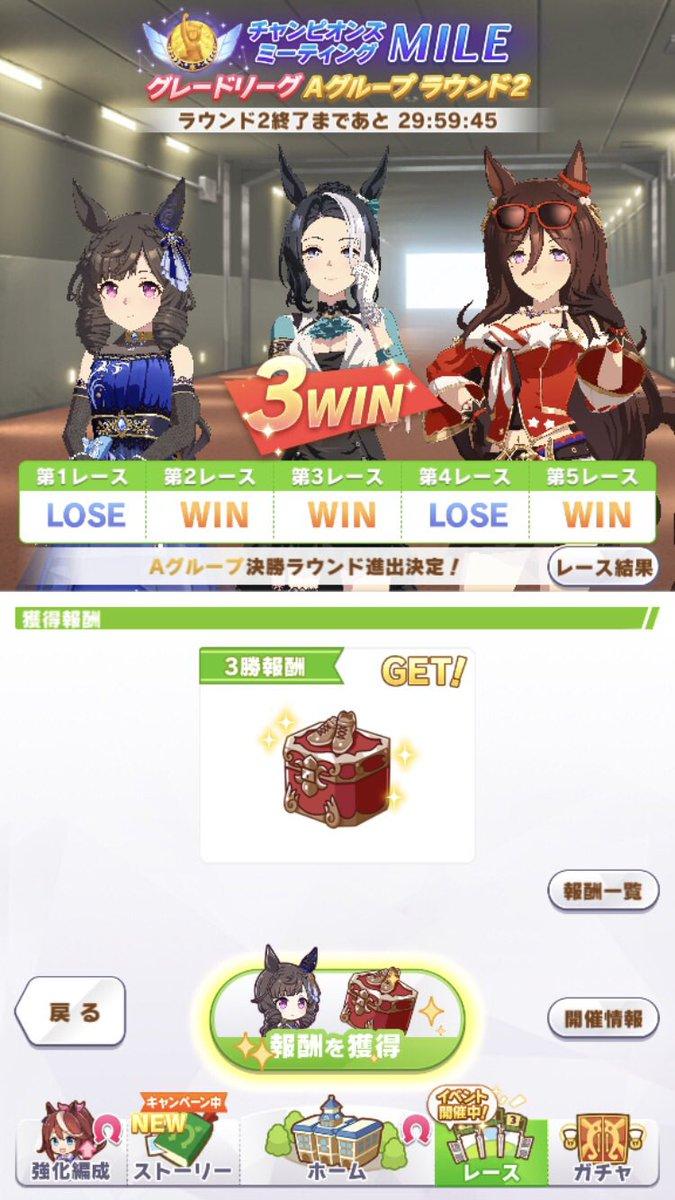 チャンピオンズ
ミーティング MILE
グレードリーグ Aグループ ラウンド2
ラウンド2終了まであと 29:59:45
3WIN
第1レース 第2レース 第3レース 第4レース 第5レース
LOSE WIN WIN LOSE WIN
Aグループ決勝ラウンド進出決定！
レース結果
獲得報酬
3勝報酬 GET!
報酬一覧
戻る
報酬を獲得
開催情報
キャンペーン中
NEW
イベント
開催中!
強化編成 ストーリー ホーム レース ガチャ